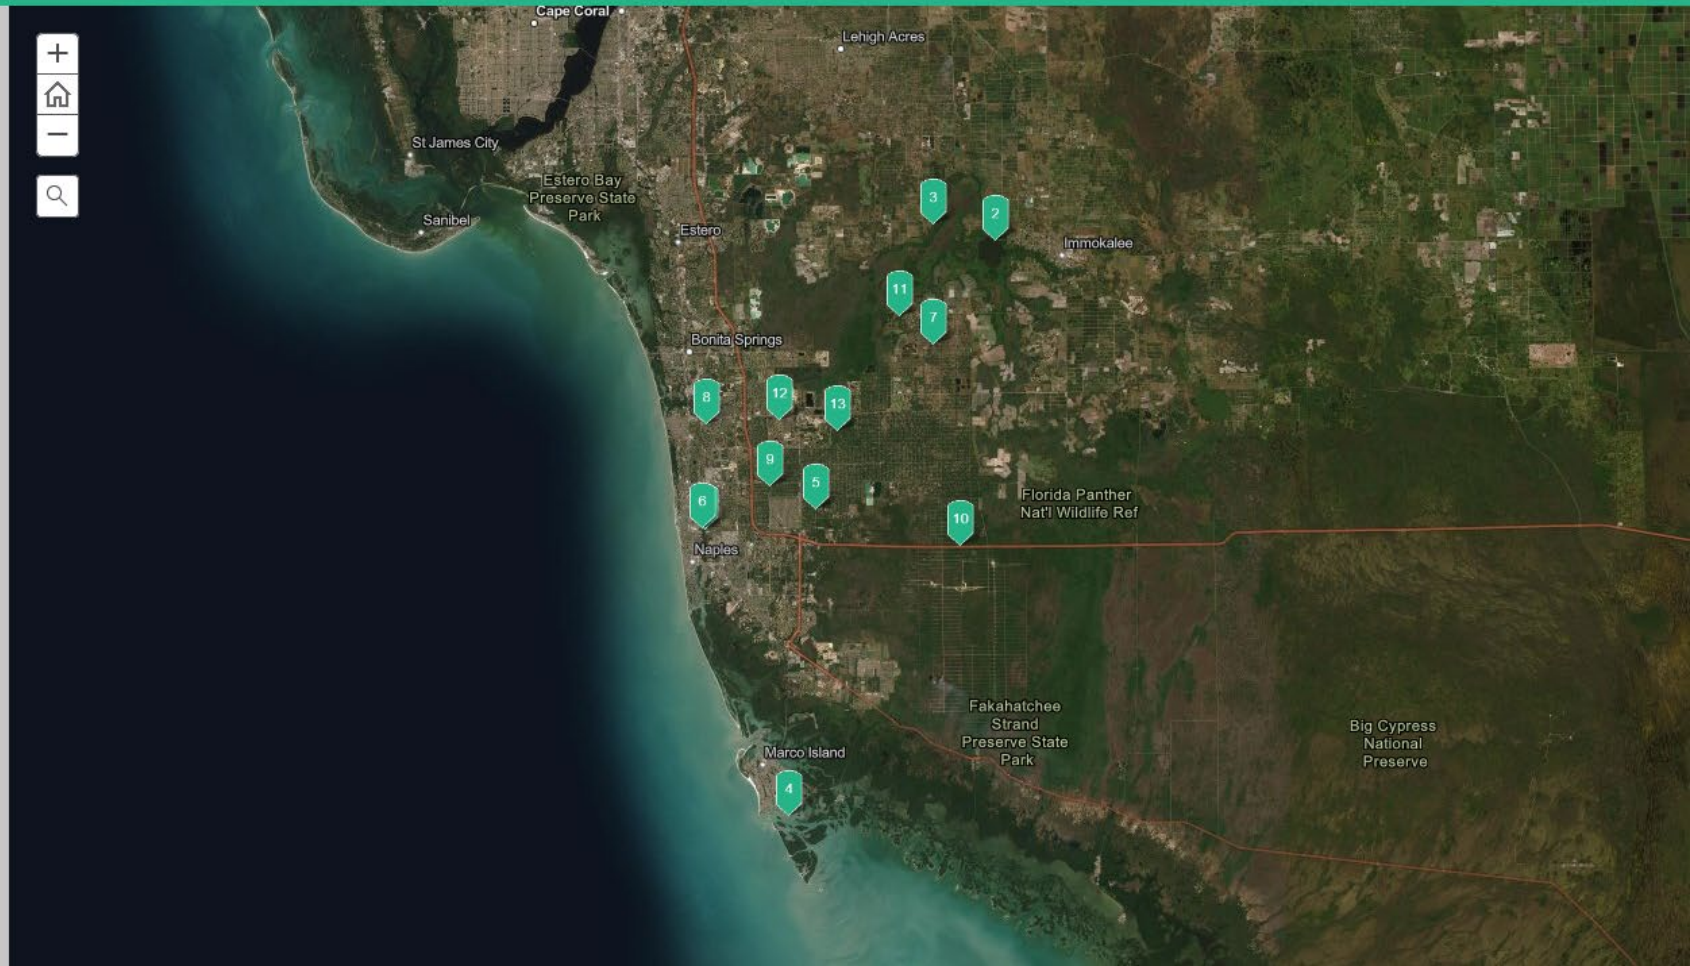 Cape Coral
Lehigh Acres
+
−
St James City
Estero Bay
Preserve State
Park
3
2
Sanibel
Estero
Immokalee
11
7
Bonita Springs
8
12
13
9
5
6
10
Florida Panther
Nat'l Wildlife Ref
Naples
Fakahatchee
Strand
Preserve State
Park
Big Cypress
National
Preserve
Marco Island
4